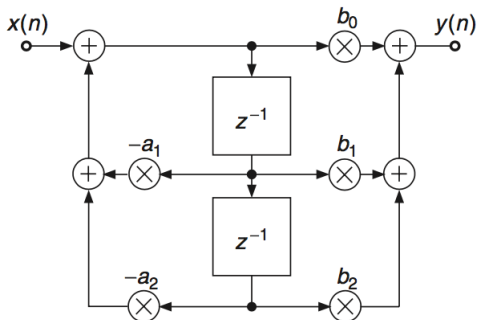 x(n) b₀ y(n)
+ × +
z⁻¹
−a₁ b₁
+ × × +
z⁻¹
−a₂ b₂
× ×